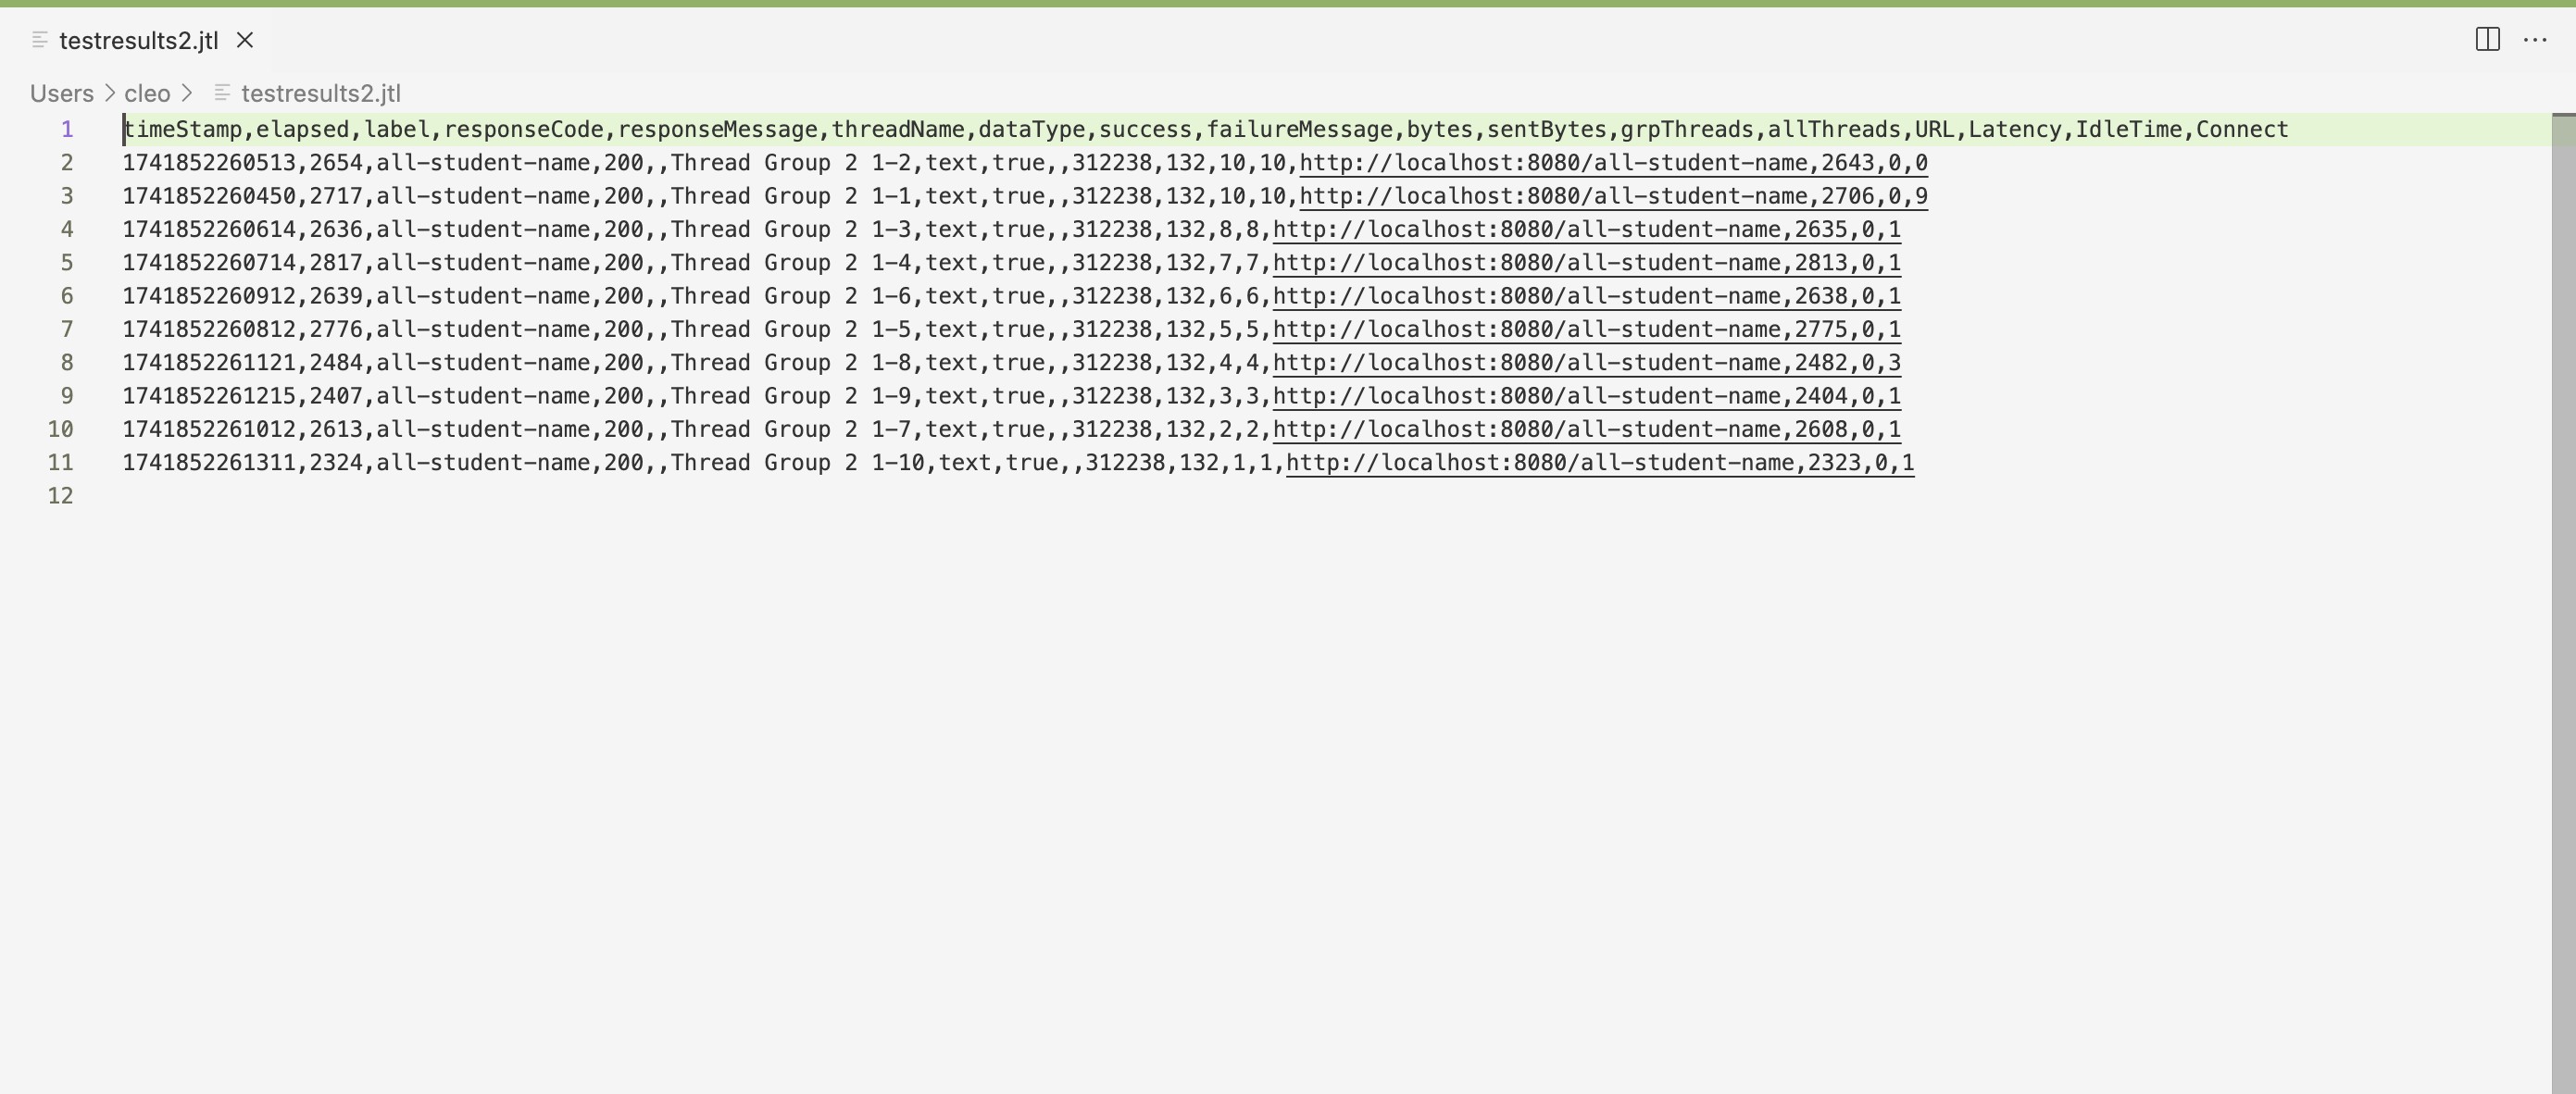 testresults2.jtl
Users > cleo > testresults2.jtl
1 timeStamp,elapsed,label,responseCode,responseMessage,threadName,dataType,success,failureMessage,bytes,sentBytes,grpThreads,allThreads,URL,Latency,IdleTime,Connect
2 1741852260513,2654,all-student-name,200,,Thread Group 2 1-2,text,true,,312238,132,10,10,http://localhost:8080/all-student-name,2643,0,0
3 1741852260450,2717,all-student-name,200,,Thread Group 2 1-1,text,true,,312238,132,10,10,http://localhost:8080/all-student-name,2706,0,9
4 1741852260614,2636,all-student-name,200,,Thread Group 2 1-3,text,true,,312238,132,8,8,http://localhost:8080/all-student-name,2635,0,1
5 1741852260714,2817,all-student-name,200,,Thread Group 2 1-4,text,true,,312238,132,7,7,http://localhost:8080/all-student-name,2813,0,1
6 1741852260912,2639,all-student-name,200,,Thread Group 2 1-6,text,true,,312238,132,6,6,http://localhost:8080/all-student-name,2638,0,1
7 1741852260812,2776,all-student-name,200,,Thread Group 2 1-5,text,true,,312238,132,5,5,http://localhost:8080/all-student-name,2775,0,1
8 1741852261121,2484,all-student-name,200,,Thread Group 2 1-8,text,true,,312238,132,4,4,http://localhost:8080/all-student-name,2482,0,3
9 1741852261215,2407,all-student-name,200,,Thread Group 2 1-9,text,true,,312238,132,3,3,http://localhost:8080/all-student-name,2404,0,1
10 1741852261012,2613,all-student-name,200,,Thread Group 2 1-7,text,true,,312238,132,2,2,http://localhost:8080/all-student-name,2608,0,1
11 1741852261311,2324,all-student-name,200,,Thread Group 2 1-10,text,true,,312238,132,1,1,http://localhost:8080/all-student-name,2323,0,1
12